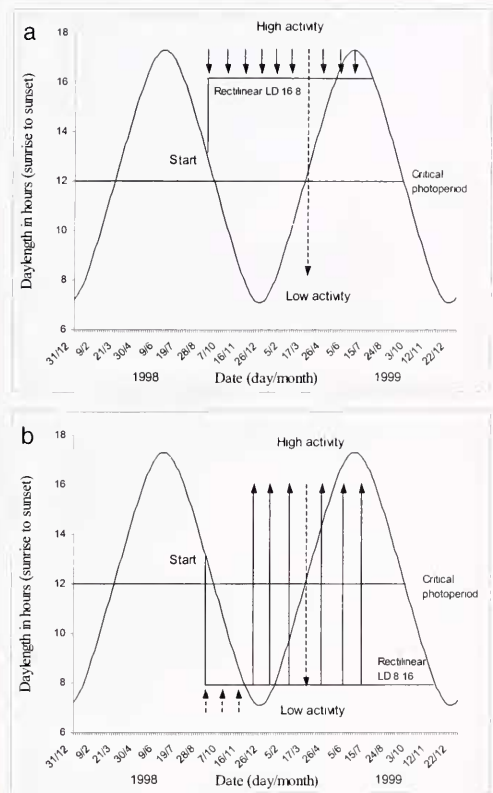 a
High activity
18
16
14
12
10
8
6
Daylength in hours (sunrise to sunset)
Rectilinear LD 16 8
Start
Critical
photoperiod
Low activity
31/12
9/2
21/3
30/4
9/6
19/7
28/8
7/10
16/11
26/12
5/2
17/3
26/4
5/6
15/7
24/8
3/10
12/11
22/12
1998
Date (day/month)
1999
b
High activity
18
16
14
12
10
8
6
Daylength in hours (sunrise to sunset)
Start
Critical
photoperiod
Rectilinear
LD 8 16
Low activity
31/12
9/2
21/3
30/4
9/6
19/7
28/8
7/10
16/11
26/12
5/2
17/3
26/4
5/6
15/7
24/8
3/10
12/11
22/12
1998
Date (day/month)
1999